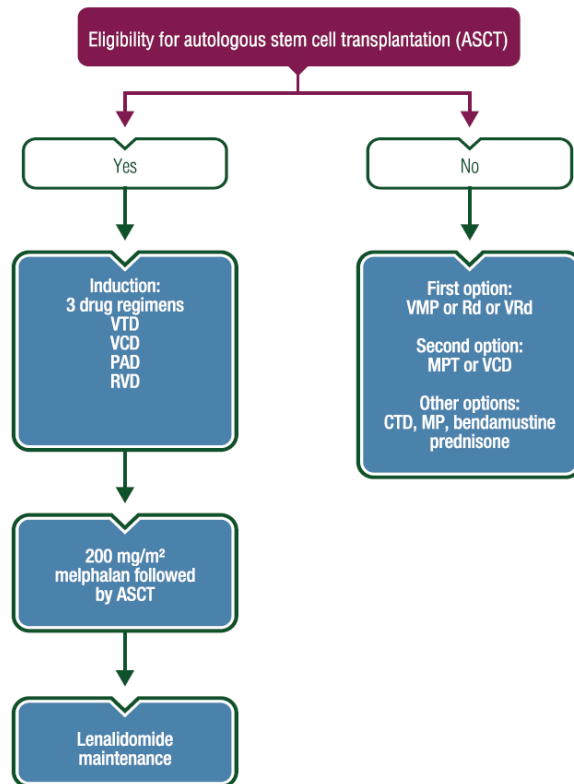 Eligibility for autologous stem cell transplantation (ASCT)
Yes
No
Induction:
3 drug regimens
VTD
VCD
PAD
RVD
First option:
VMP or Rd or VRd
Second option:
MPT or VCD
Other options:
CTD, MP, bendamustine
prednisone
200 mg/m²
melphalan followed
by ASCT
Lenalidomide
maintenance